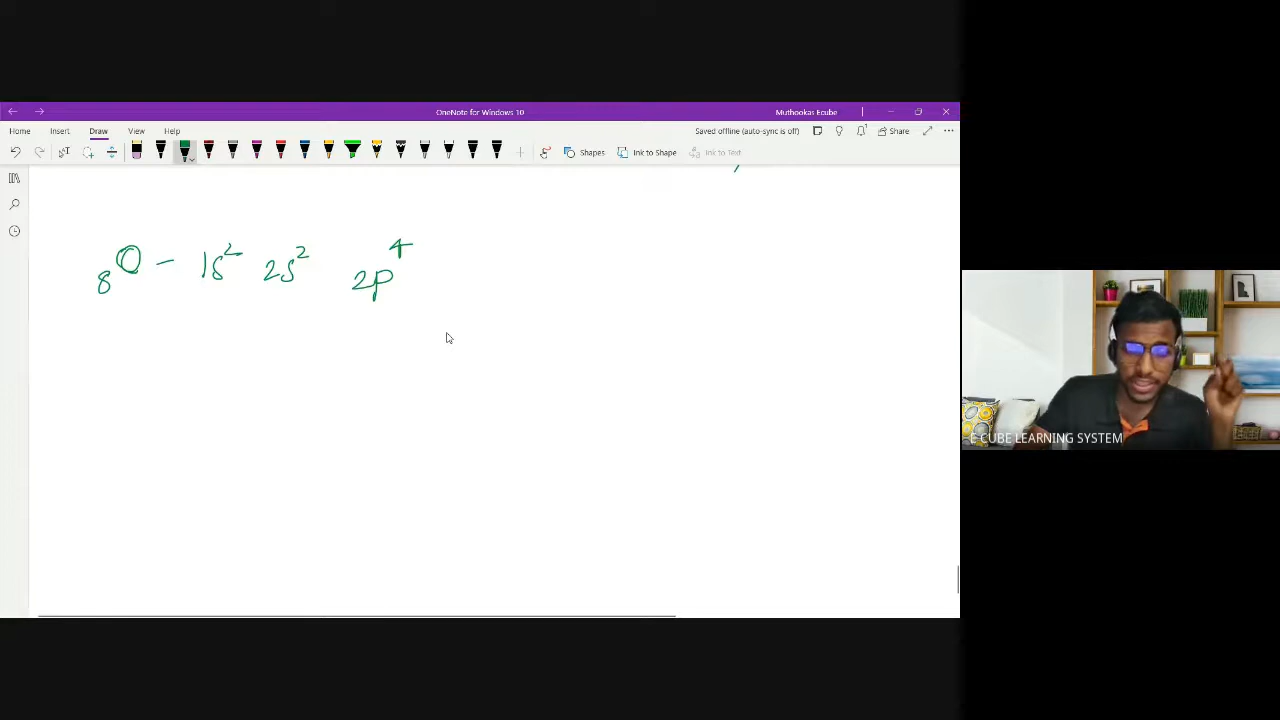 OneNote for Windows 10
Muthookas Ecube
Home Insert Draw View Help
Saved offline (auto-sync is off)
Share
Shapes
Ink to Shape
Ink to Text
₈O – 1s² 2s² 2p⁴
E CUBE LEARNING SYSTEM